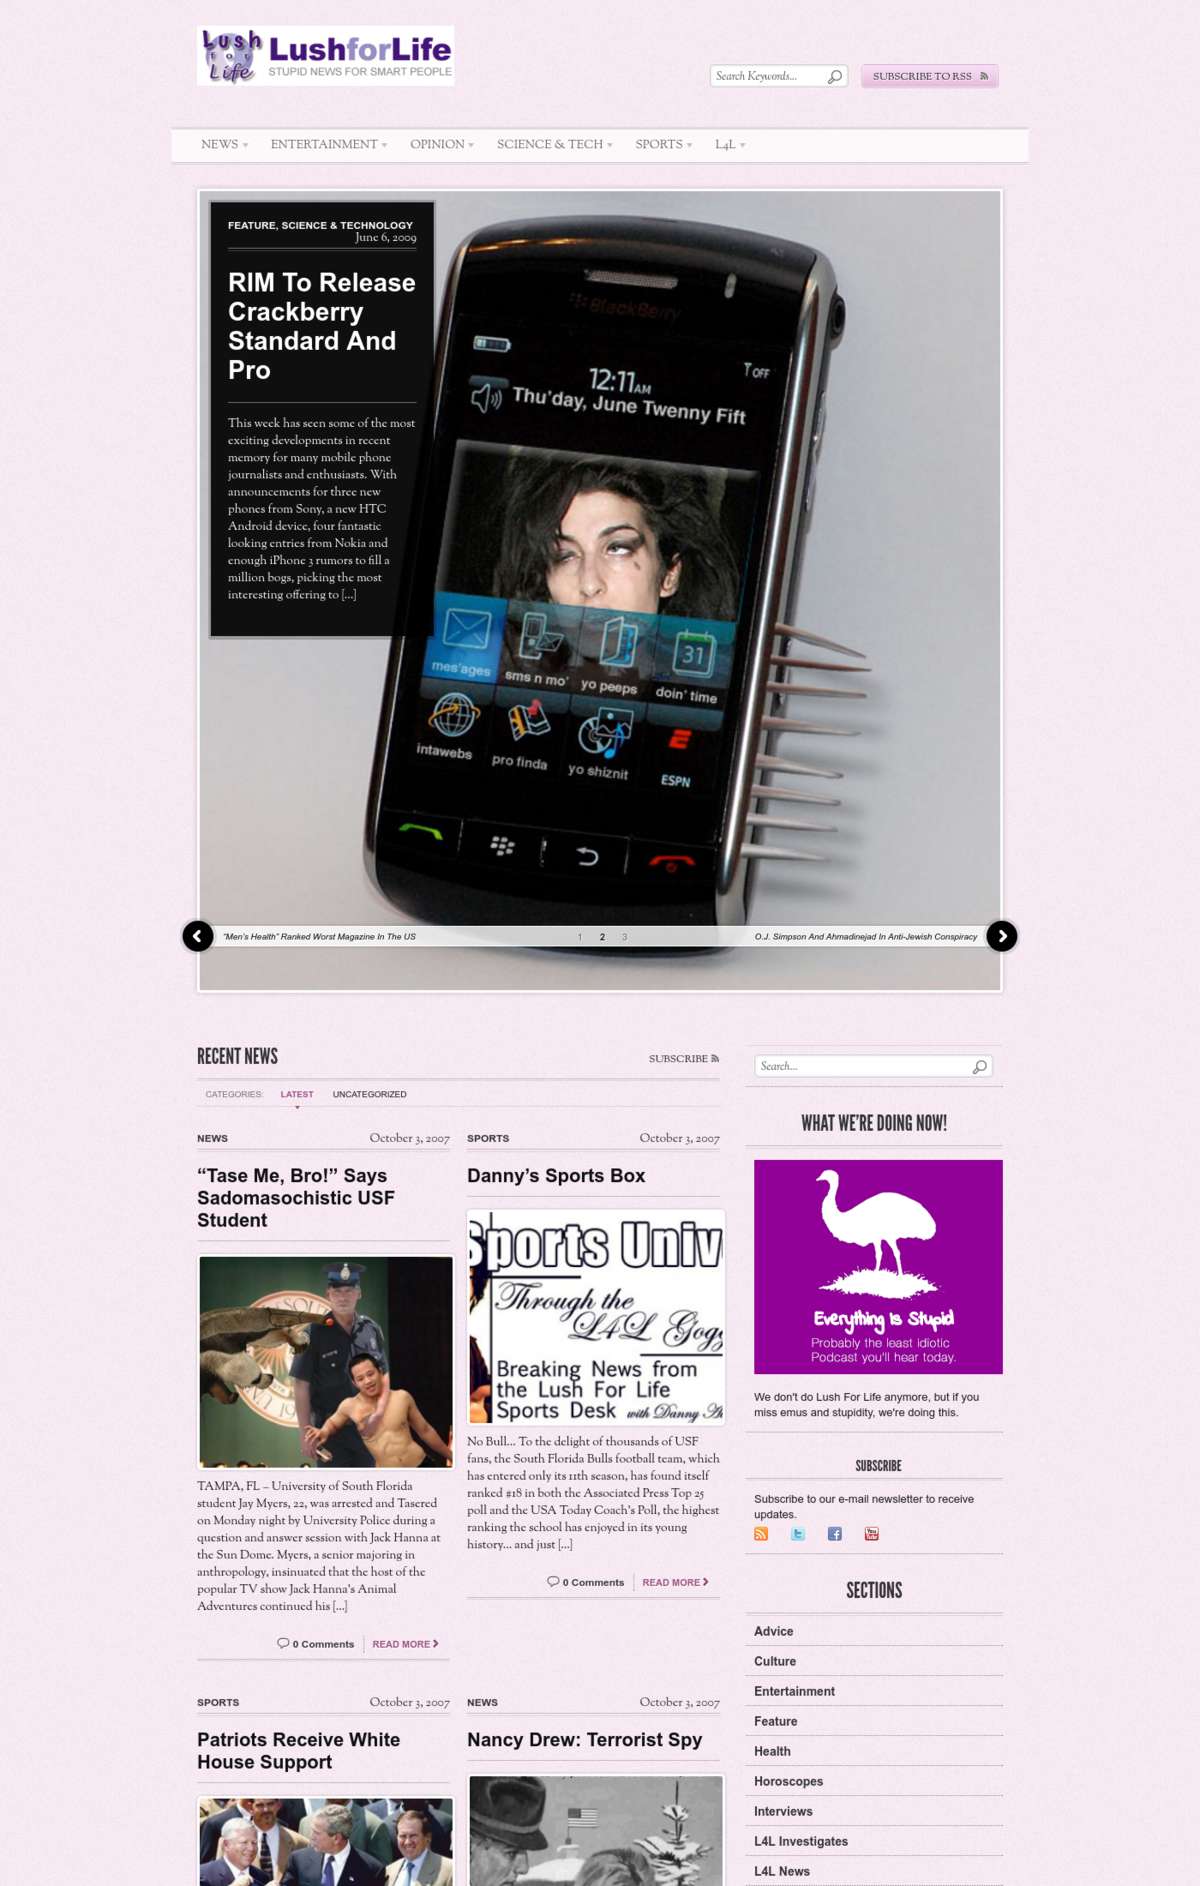 Lush
for
Life
LushforLife
STUPID NEWS FOR SMART PEOPLE
Search Keywords...
SUBSCRIBE TO RSS
NEWS
ENTERTAINMENT
OPINION
SCIENCE & TECH
SPORTS
L4L
FEATURE, SCIENCE & TECHNOLOGY
June 6, 2009
RIM To Release
Crackberry
Standard And
Pro
This week has seen some of the most
exciting developments in recent
memory for many mobile phone
journalists and enthusiasts. With
announcements for three new
phones from Sony, a new HTC
Android device, four fantastic
looking entries from Nokia and
enough iPhone 3 rumors to fill a
million bogs, picking the most
interesting offering to [...]
BlackBerry
12:11AM
OFF
Thu'day, June Twenny Fift
mes'ages
sms n mo'
yo peeps
31
doin' time
intawebs
pro finda
yo shiznit
ESPN
"Men's Health" Ranked Worst Magazine In The US
1 2 3
O.J. Simpson And Ahmadinejad In Anti-Jewish Conspiracy
RECENT NEWS
SUBSCRIBE
CATEGORIES:
LATEST
UNCATEGORIZED
NEWS
October 3, 2007
“Tase Me, Bro!” Says
Sadomasochistic USF
Student
TAMPA, FL – University of South Florida
student Jay Myers, 22, was arrested and Tasered
on Monday night by University Police during a
question and answer session with Jack Hanna at
the Sun Dome. Myers, a senior majoring in
anthropology, insinuated that the host of the
popular TV show Jack Hanna's Animal
Adventures continued his [...]
0 Comments
READ MORE
SPORTS
October 3, 2007
Danny’s Sports Box
Sports Univ
Through the
L4L Gogg
Breaking News from
the Lush For Life
Sports Desk with Danny
No Bull... To the delight of thousands of USF
fans, the South Florida Bulls football team, which
has entered only its 11th season, has found itself
ranked #18 in both the Associated Press Top 25
poll and the USA Today Coach's Poll, the highest
ranking the school has enjoyed in its young
history... and just [...]
0 Comments
READ MORE
SPORTS
October 3, 2007
Patriots Receive White
House Support
NEWS
October 3, 2007
Nancy Drew: Terrorist Spy
Search...
WHAT WE'RE DOING NOW!
Everything Is Stupid
Probably the least idiotic
Podcast you'll hear today.
We don't do Lush For Life anymore, but if you
miss emus and stupidity, we're doing this.
SUBSCRIBE
Subscribe to our e-mail newsletter to receive
updates.
You
Tube
SECTIONS
Advice
Culture
Entertainment
Feature
Health
Horoscopes
Interviews
L4L Investigates
L4L News